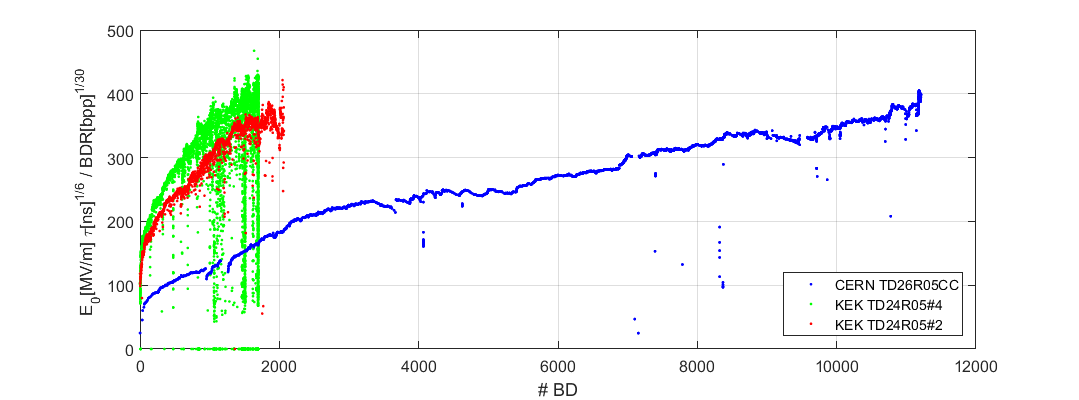 500
400
300
200
100
0
E0[MV/m] τ[ns]^1/6 / BDR[bpp]^1/30
CERN TD26R05CC
KEK TD24R05#4
KEK TD24R05#2
0 2000 4000 6000 8000 10000 12000
# BD